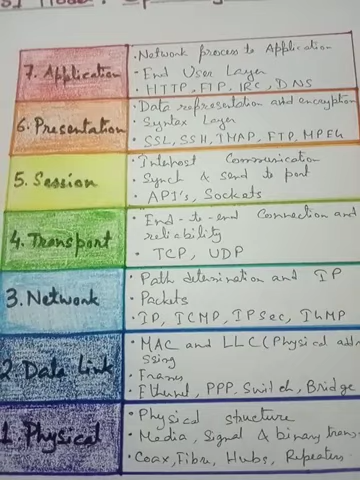 7. Application
• Network process to Application
• End User Layer
• HTTP, FTP, IRC, DNS
6. Presentation
• Data representation and encryption
• Syntax Layer
• SSL, SSH, IMAP, FTP, MPEG
5. Session
• Interhost Communication
• Synch & Send to port
• API's, Sockets
4. Transport
• End-to-end Connection and
reliability
• TCP, UDP
3. Network
• Path determination and IP
• Packets
• IP, ICMP, IPSec, IGMP
2. Data Link
• MAC and LLC (Physical addre
ssing
• Frames
• Ethernet, PPP, Switch, Bridge
1. Physical
• Physical structure
• Media, Signal & binary trans-
• Coax, Fibre, Hubs, Repeaters